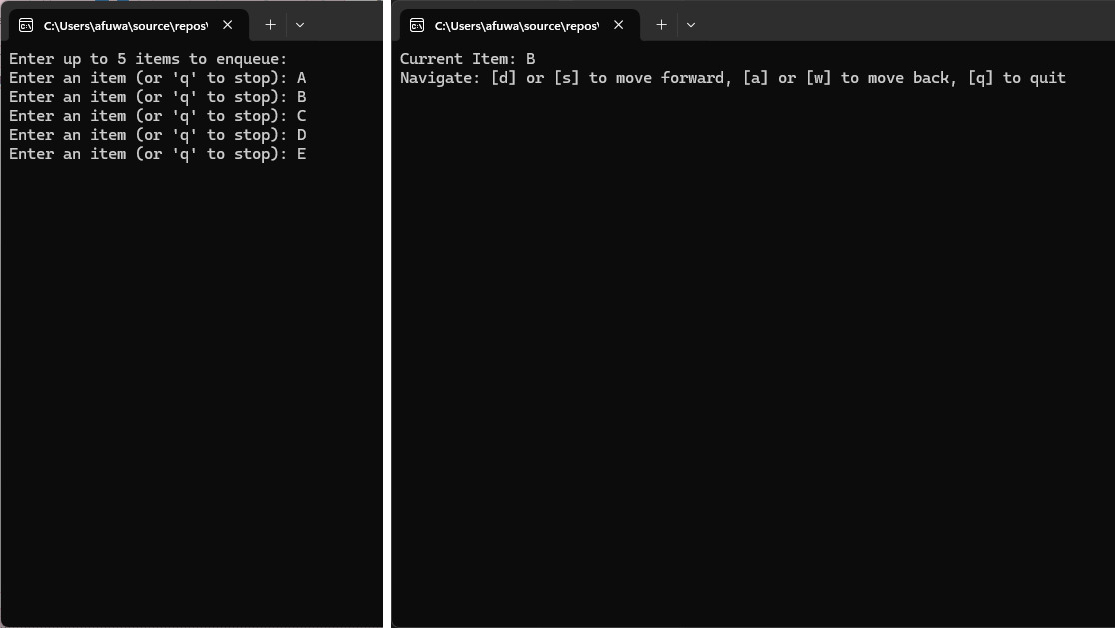 C:\Users\afuwa\source\repos\
Enter up to 5 items to enqueue:
Enter an item (or 'q' to stop): A
Enter an item (or 'q' to stop): B
Enter an item (or 'q' to stop): C
Enter an item (or 'q' to stop): D
Enter an item (or 'q' to stop): E
C:\Users\afuwa\source\repos\
Current Item: B
Navigate: [d] or [s] to move forward, [a] or [w] to move back, [q] to quit